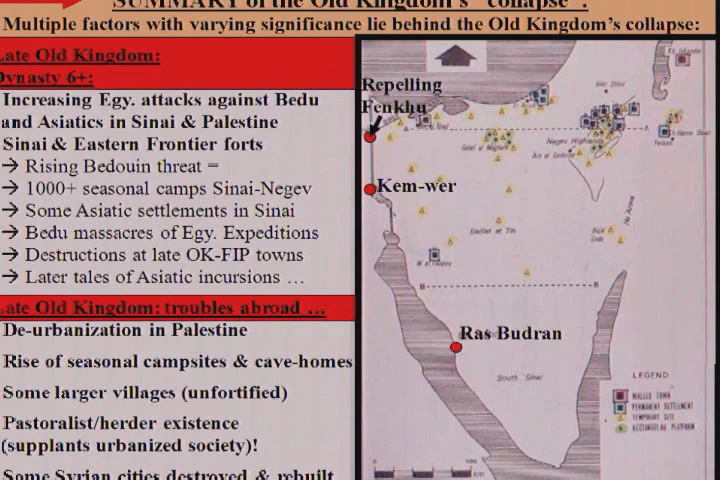 SUMMARY of the Old Kingdom's "collapse".
Multiple factors with varying significance lie behind the Old Kingdom's collapse:
Late Old Kingdom:
Dynasty 6+:
Increasing Egy. attacks against Bedu
and Asiatics in Sinai & Palestine
Sinai & Eastern Frontier forts
→ Rising Bedouin threat =
→ 1000+ seasonal camps Sinai-Negev
→ Some Asiatic settlements in Sinai
→ Bedu massacres of Egy. Expeditions
→ Destructions at late OK-FIP towns
→ Later tales of Asiatic incursions …
Late Old Kingdom: troubles abroad …
De-urbanization in Palestine
Rise of seasonal campsites & cave-homes
Some larger villages (unfortified)
Pastoralist/herder existence
(supplants urbanized society)!
Some Syrian cities destroyed & rebuilt
Repelling
Fenkhu
Negev Highlands
Kem-wer
Badiet et Tih
B
B
Ras Budran
South Sinai
LEGEND
WALLED TOWN
PERMANENT SETTLEMENT
TEMPORARY SITE
RECTANGULAR PLATFORM